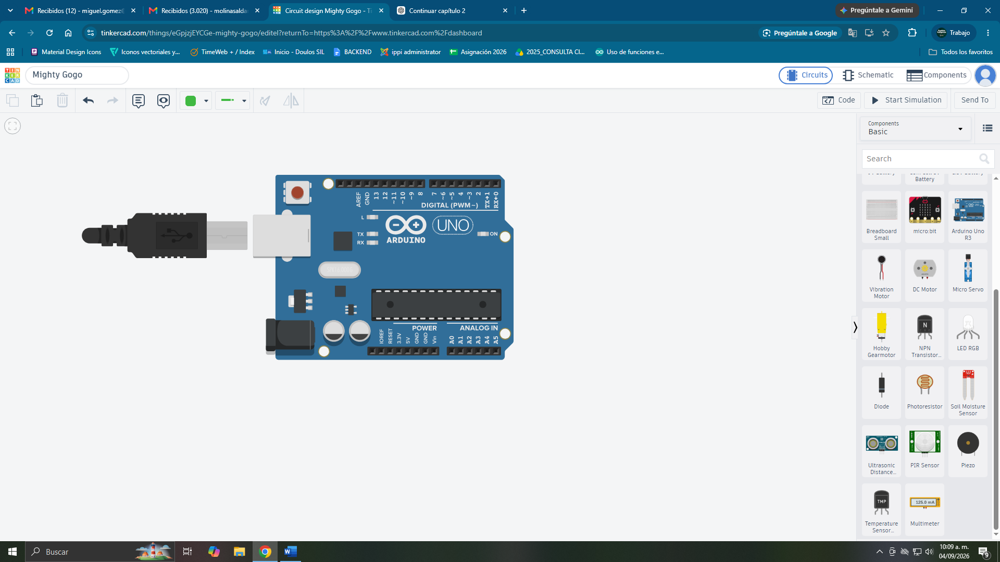 Recibidos (12) - miguel.gomez@
Recibidos (3.020) - molinasalda
Circuit design Mighty Gogo - Ti
Continuar capítulo 2
Pregúntale a Gemini
tinkercad.com/things/eGpjzjEYCGe-mighty-gogo/editel?returnTo=https%3A%2F%2Fwww.tinkercad.com%2Fdashboard
Pregúntale a Google
Trabajo
Material Design Icons
Iconos vectoriales y...
TimeWeb + / Index
Inicio - Doulos SIL
BACKEND
ippi administrator
Asignación 2026
2025_CONSULTA CI...
Uso de funciones e...
Todos los favoritos
TINKERCAD
Mighty Gogo
Circuits
Schematic
Components
Code
Start Simulation
Send To
Components
Basic
Search
Battery
Breadboard Small
micro:bit
Arduino Uno R3
Vibration Motor
DC Motor
Micro Servo
Hobby Gearmotor
N
NPN Transistor...
LED RGB
Diode
Photoresistor
Soil Moisture Sensor
Ultrasonic Distance...
PIR Sensor
Piezo
TMP
Temperature Sensor...
125.0 mA
Multimeter
AREF
GND
13
12
~11
~10
~9
8
7
~6
~5
4
~3
2
TX→1
RX←0
DIGITAL (PWM~)
L
TX
RX
ARDUINO
UNO
ON
POWER
ANALOG IN
IOREF
RESET
3.3V
5V
GND
GND
Vin
A0
A1
A2
A3
A4
A5
Buscar
10:09 a. m.
04/09/2026
9